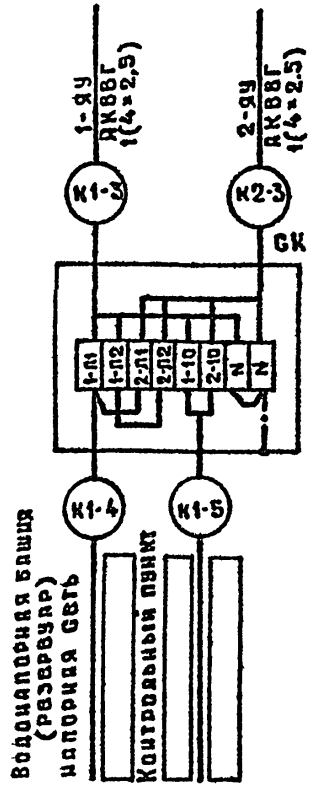 1-ЯУ
АКВВГ
1(4×2,5)
2-ЯУ
АКВВГ
1(4×2.5)
К1-3
К2-3
СК
1-П1
1-П2
2-П1
2-П2
1-10
2-10
N
N
К1-4
К1-5
Водонапорная башня
(резервуар)
Напорная сеть
Контрольный пункт